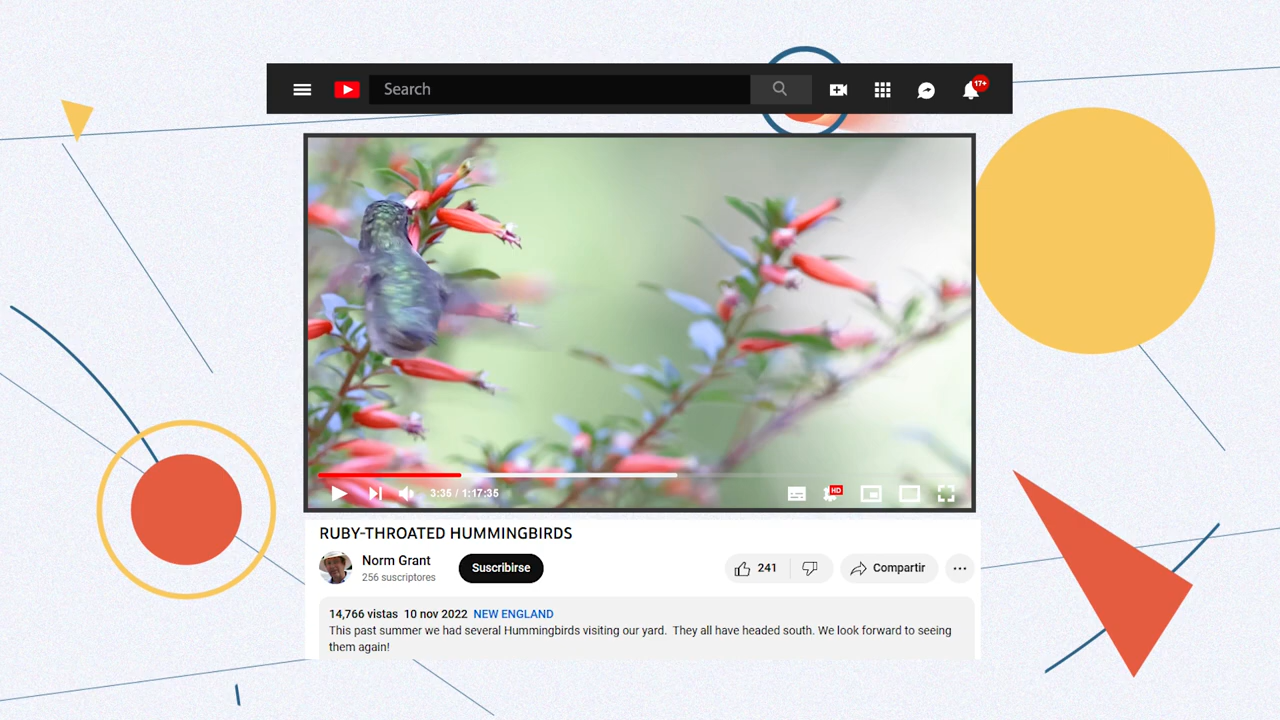 Search
17+
HD
3:35 / 1:17:35
RUBY-THROATED HUMMINGBIRDS
Norm Grant
256 suscriptores
Suscribirse
241
Compartir
14,766 vistas 10 nov 2022 NEW ENGLAND
This past summer we had several Hummingbirds visiting our yard. They all have headed south. We look forward to seeing
them again!